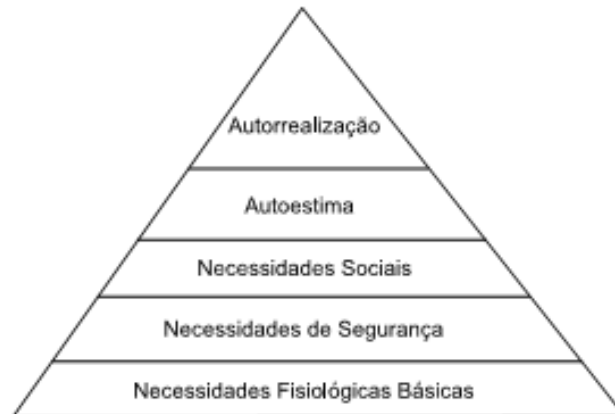 Autorrealização
Autoestima
Necessidades Sociais
Necessidades de Segurança
Necessidades Fisiológicas Básicas